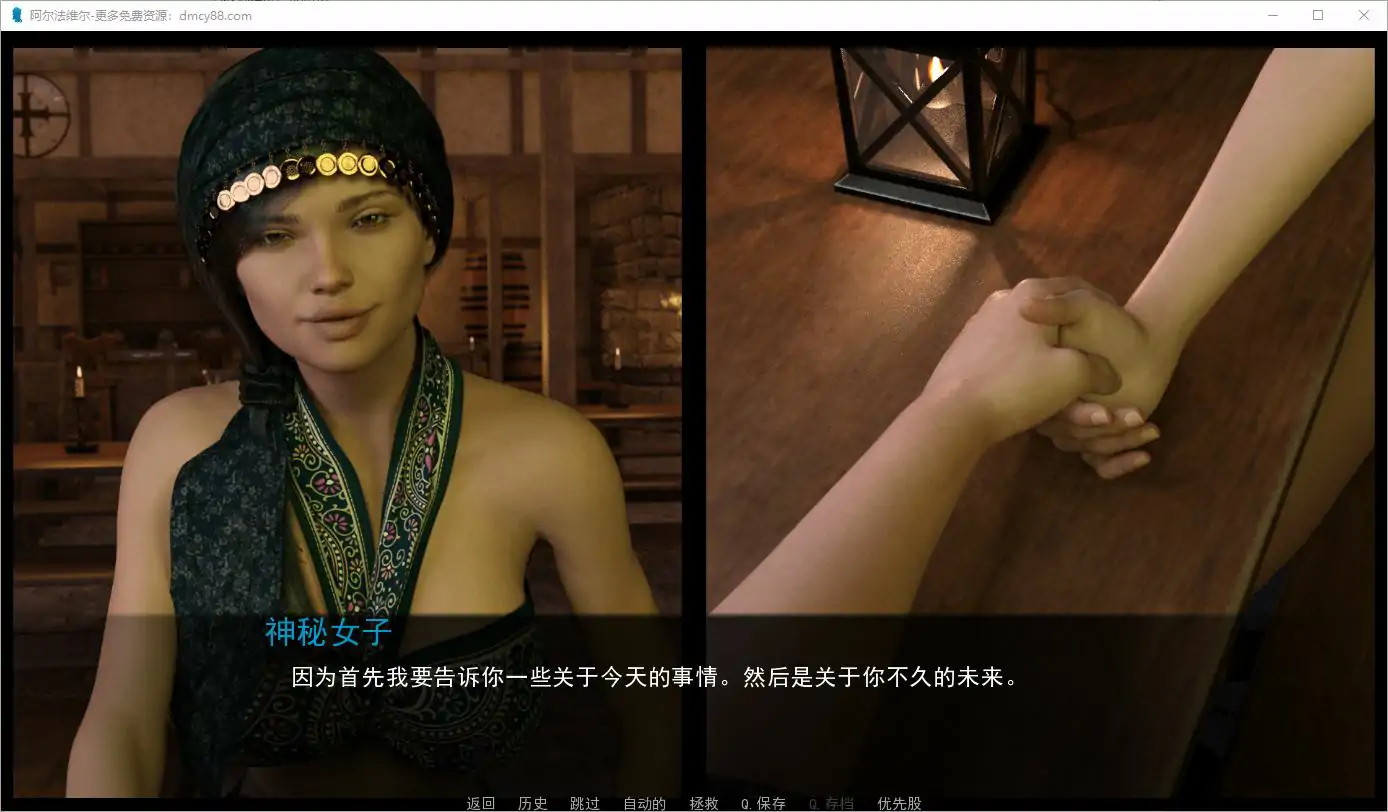 阿尔法维尔-更多免费资源：dmcy88.com
神秘女子
因为首先我要告诉你一些关于今天的事情。然后是关于你不久的未来。
返回 历史 跳过 自动的 拯救 Q.保存 Q.存档 优先股